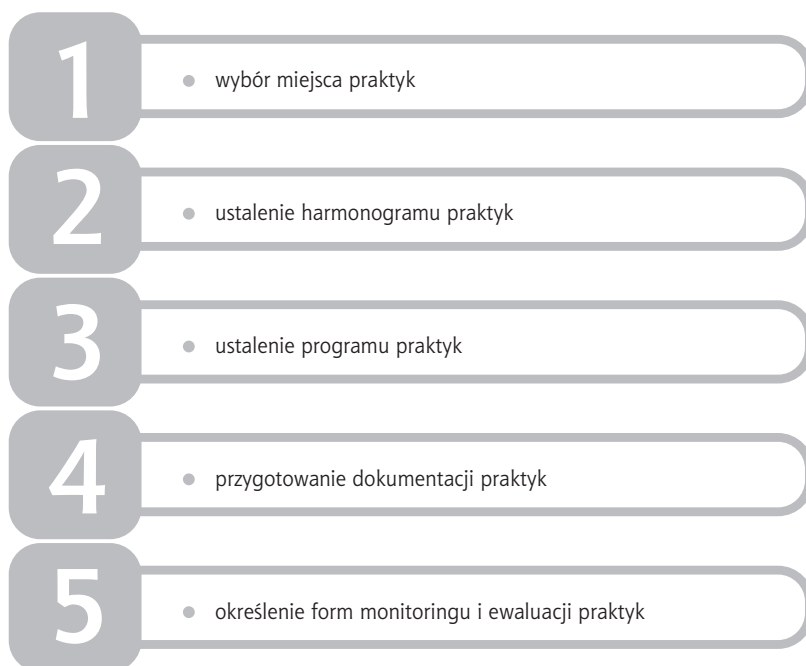 1
• wybór miejsca praktyk
2
• ustalenie harmonogramu praktyk
3
• ustalenie programu praktyk
4
• przygotowanie dokumentacji praktyk
5
• określenie form monitoringu i ewaluacji praktyk